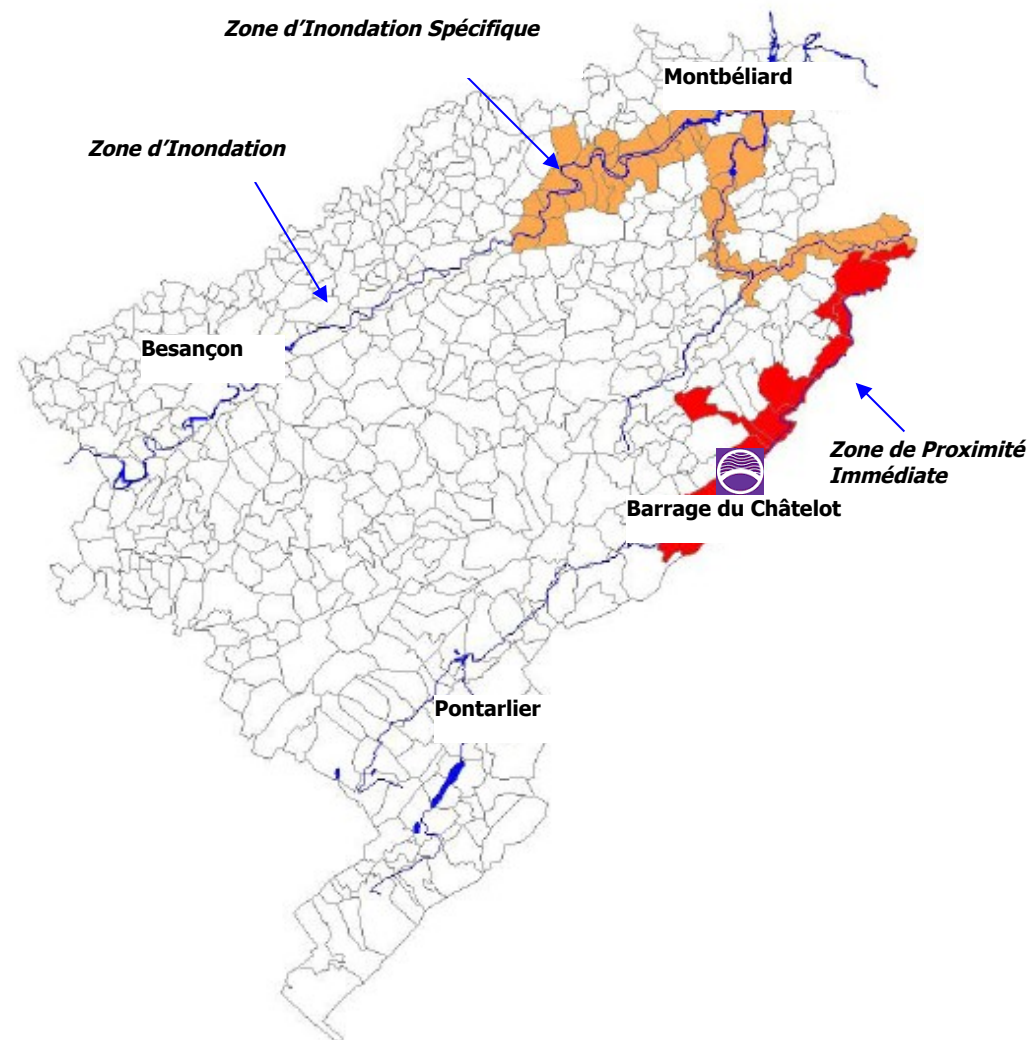 Zone d'Inondation Spécifique
Montbéliard
Zone d'Inondation
Besançon
Zone de Proximité
Immédiate
Barrage du Châtelot
Pontarlier